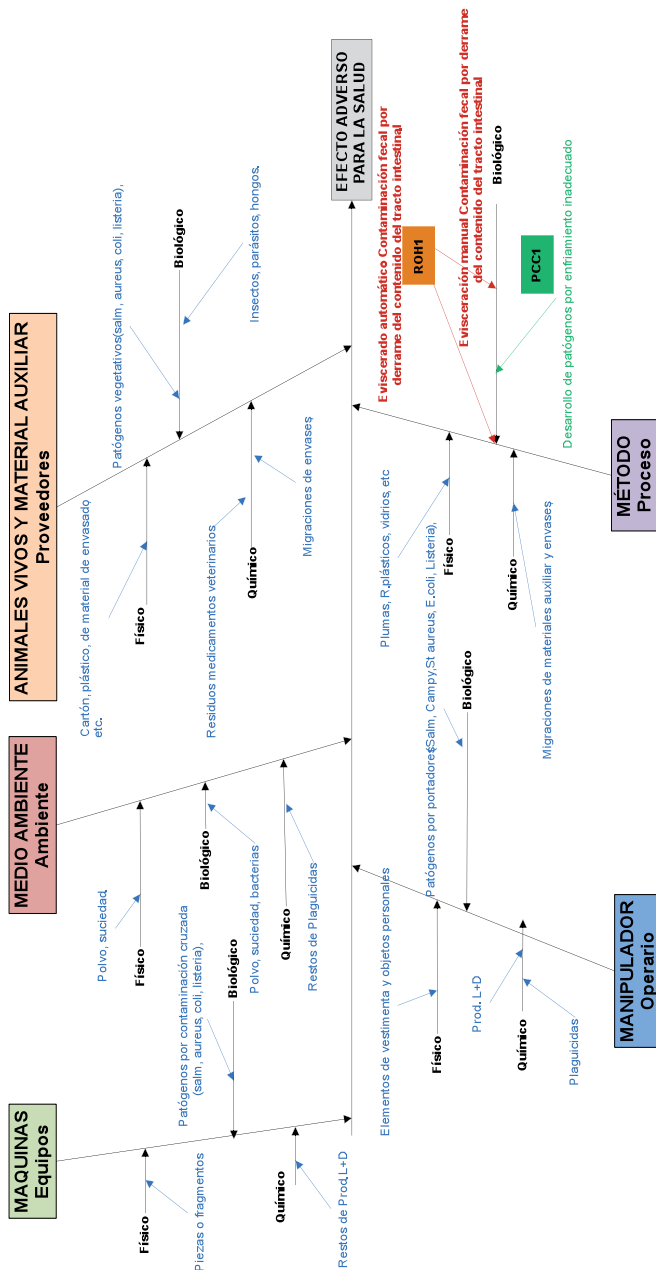 MAQUINAS
Equipos
Físico
Piezas o fragmentos
Patógenos por contaminación cruzada
(salm, aureus, coli, listeria),
Biológico
Químico
Restos de Prod. L+D
MEDIO AMBIENTE
Ambiente
Polvo, suciedad,
Físico
Biológico
Polvo, suciedad, bacterias
Químico
Restos de Plaguicidas
ANIMALES VIVOS Y MATERIAL AUXILIAR
Proveedores
Cartón, plástico, de material de envasado
etc.
Físico
Patógenos vegetativos(salm, aureus, coli, listeria),
Biológico
Insectos, parásitos, hongos.
Residuos medicamentos veterinarios
Químico
Migraciones de envases
EFECTO ADVERSO
PARA LA SALUD
Elementos de vestimenta y objetos personales
Físico
Patógenos por portadores(Salm, Campy,St aureus, E.coli, Listeria),
Biológico
Prod. L+D
Químico
Plaguicidas
MANIPULADOR
Operario
Plumas, R.plásticos, vidrios, etc
Físico
Químico
Migraciones de materiales auxiliar y envases
Eviscerado automático Contaminación fecal por
derrame del contenido del tracto intestinal
ROH1
Evisceración manual Contaminación fecal por derrame
del contenido del tracto intestinal
Biológico
PCC1
Desarrollo de patógenos por enfriamiento inadecuado
MÉTODO
Proceso